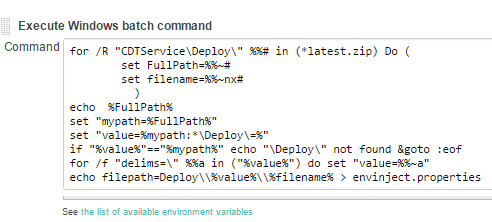 Execute Windows batch command
Command
for /R "CDTService\Deploy\" %%# in (*latest.zip) Do (
set FullPath=%%~#
set filename=%%~nx#
)
echo %FullPath%
set "mypath=%FullPath%"
set "value=%mypath:*\Deploy\=%"
if "%value%"=="%mypath%" echo "\Deploy\" not found &goto :eof
for /f "delims=\" %%a in ("%value%") do set "value=%%~a"
echo filepath=Deploy\\%value%\\%filename% > envinject.properties
See the list of available environment variables